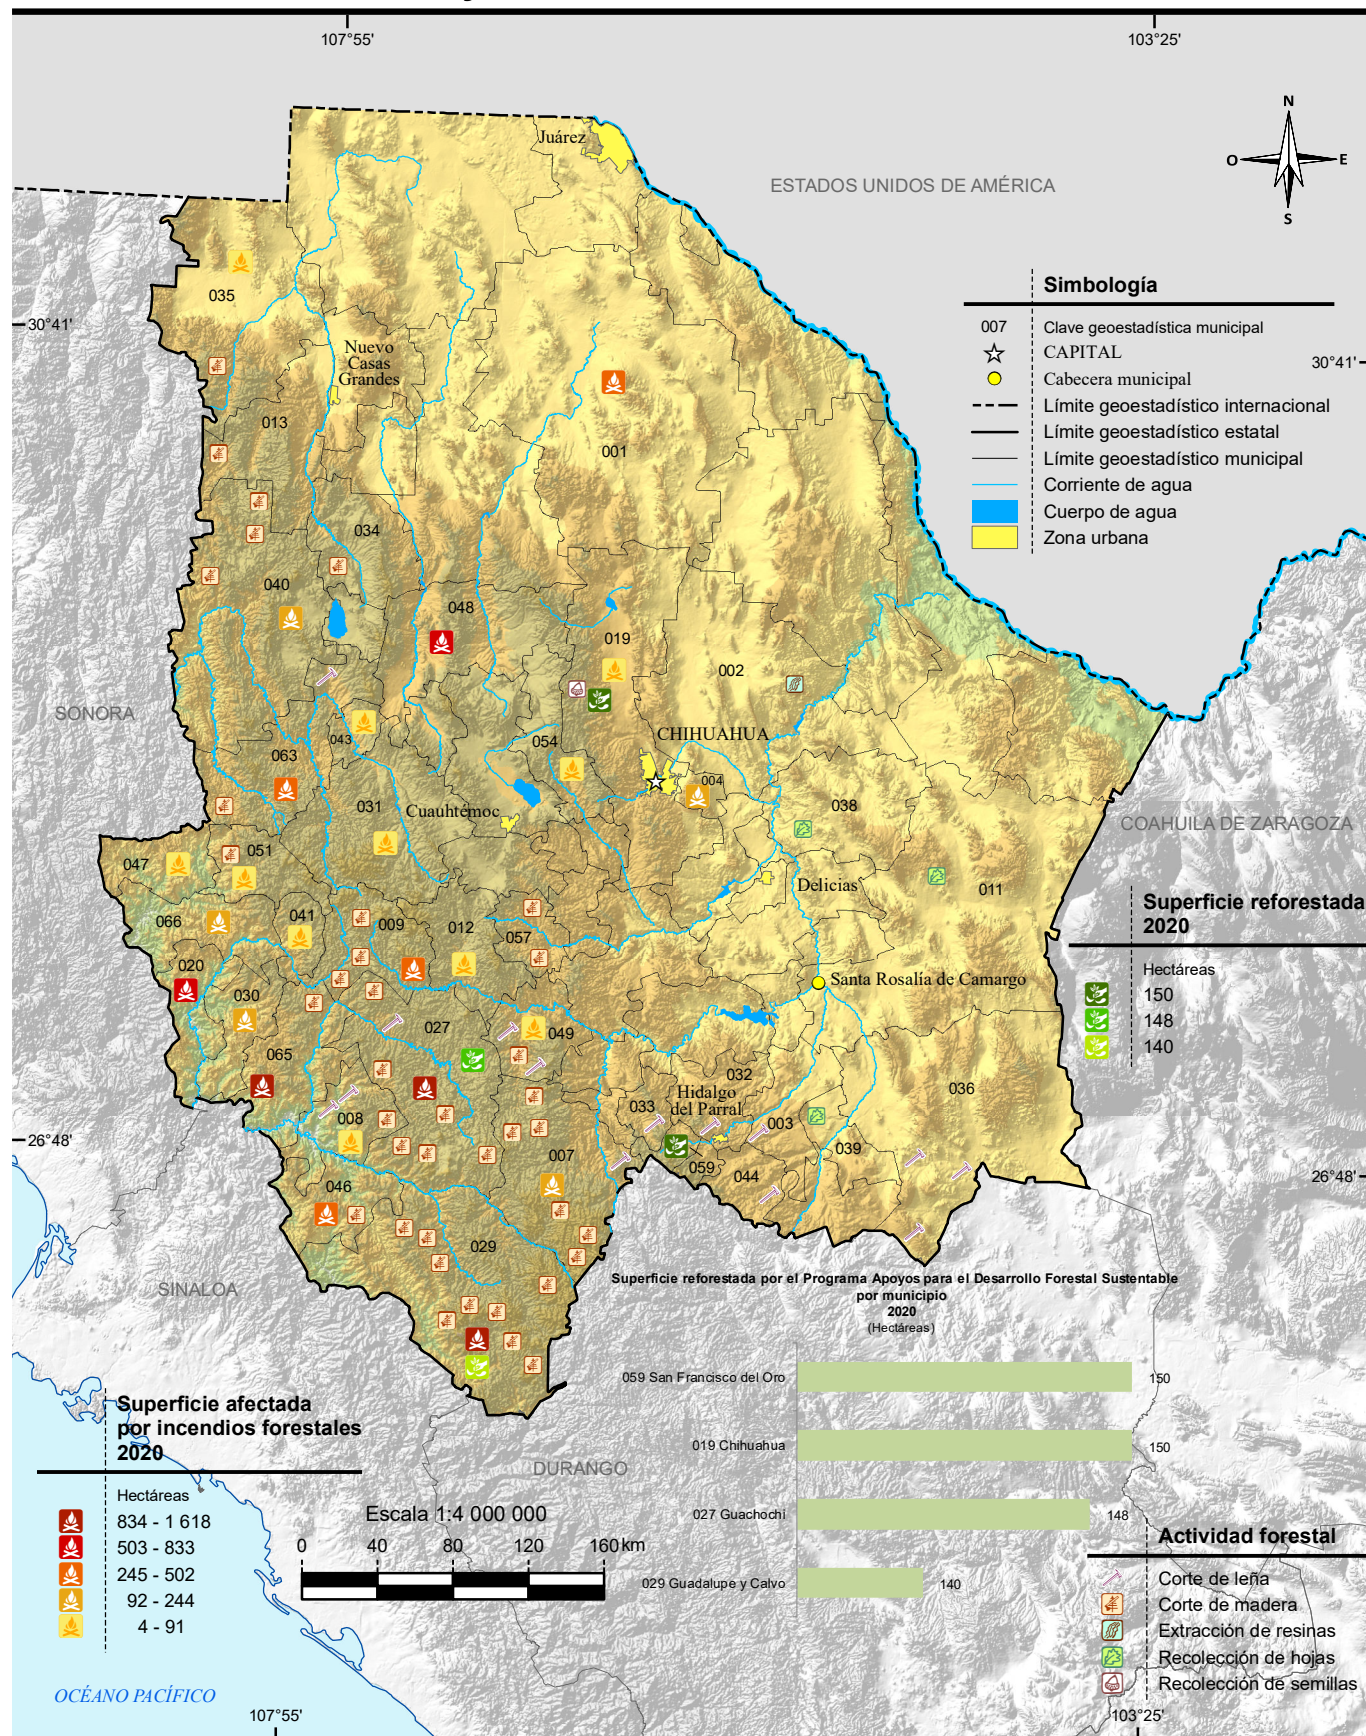 107°55'
103°25'
N
O
E
S
Juárez
ESTADOS UNIDOS DE AMÉRICA
Simbología
007
Clave geoestadística municipal
CAPITAL
Cabecera municipal
Límite geoestadístico internacional
Límite geoestadístico estatal
Límite geoestadístico municipal
Corriente de agua
Cuerpo de agua
Zona urbana
035
30°41'
30°41'
Nuevo
Casas
Grandes
013
001
034
040
048
019
002
SONORA
CHIHUAHUA
043
054
063
004
031
Cuauhtémoc
038
COAHUILA DE ZARAGOZA
047
051
Delicias
011
066
041
009
012
057
020
Santa Rosalía de Camargo
030
027
049
065
032
036
Hidalgo
del Parral
033
008
003
26°48'
039
007
059
044
26°48'
046
029
SINALOA
DURANGO
Superficie reforestada
2020
Hectáreas
150
148
140
Superficie reforestada por el Programa Apoyos para el Desarrollo Forestal Sustentable
por municipio
2020
(Hectáreas)
059 San Francisco del Oro
150
019 Chihuahua
150
027 Guachochi
148
029 Guadalupe y Calvo
140
Superficie afectada
por incendios forestales
2020
Hectáreas
834 - 1 618
503 - 833
245 - 502
92 - 244
4 - 91
Escala 1:4 000 000
0
40
80
120
160 km
Actividad forestal
Corte de leña
Corte de madera
Extracción de resinas
Recolección de hojas
Recolección de semillas
OCÉANO PACÍFICO
107°55'
103°25'